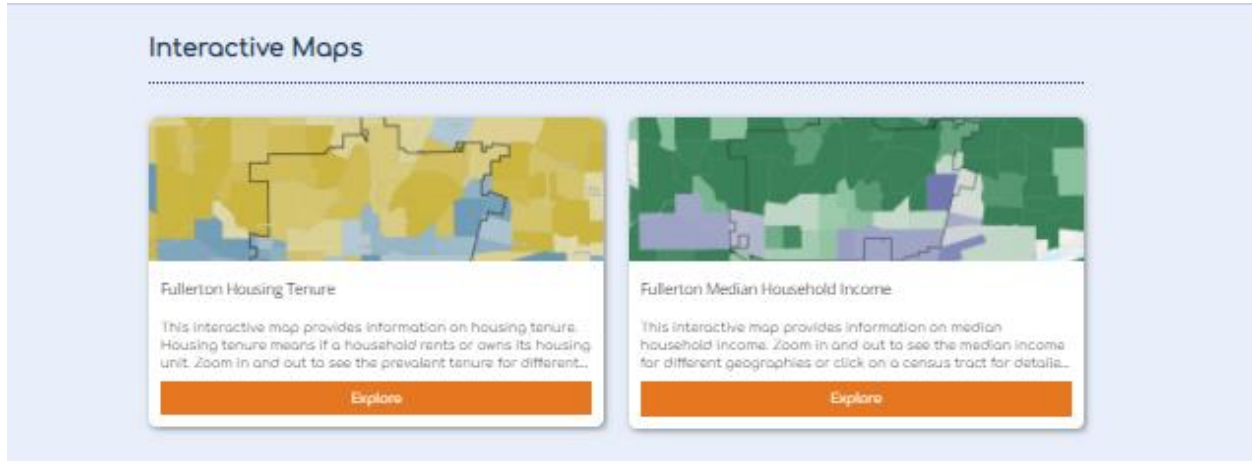 Interactive Maps
Fullerton Housing Tenure
This interactive map provides information on housing tenure.
Housing tenure means if a household rents or owns its housing
unit. Zoom in and out to see the prevalent tenure for different...
Explore
Fullerton Median Household Income
This interactive map provides information on median
household income. Zoom in and out to see the median income
for different geographies or click on a census tract for detaile...
Explore